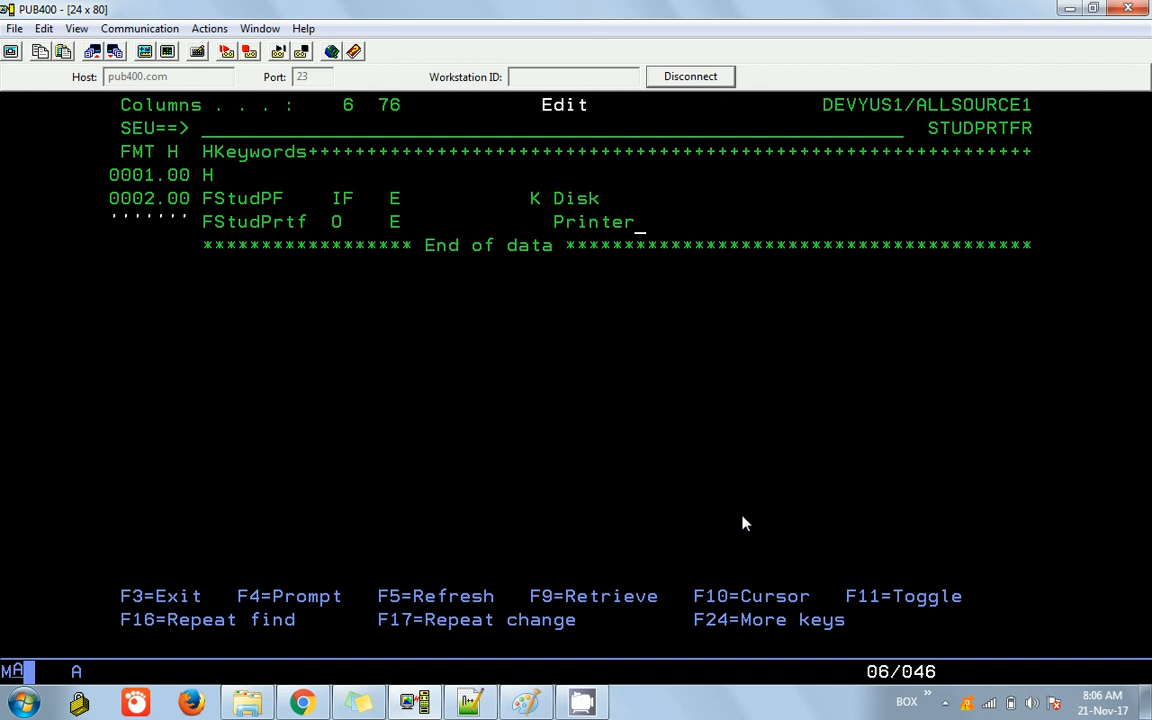 PUB400 - [24 x 80]
File Edit View Communication Actions Window Help
Host: pub400.com Port: 23 Workstation ID: Disconnect
Columns . . . : 6 76 Edit DEVYUS1/ALLSOURCE1
SEU==> STUDPRTFR
FMT H HKeywords++++++++++++++++++++++++++++++++++++++++++++++++++++++++++++++
0001.00 H
0002.00 FStudPF IF E K Disk
''''''' FStudPrtf O E Printer_
****************** End of data ****************************************
F3=Exit F4=Prompt F5=Refresh F9=Retrieve F10=Cursor F11=Toggle
F16=Repeat find F17=Repeat change F24=More keys
MA A 06/046
BOX 8:06 AM
21-Nov-17